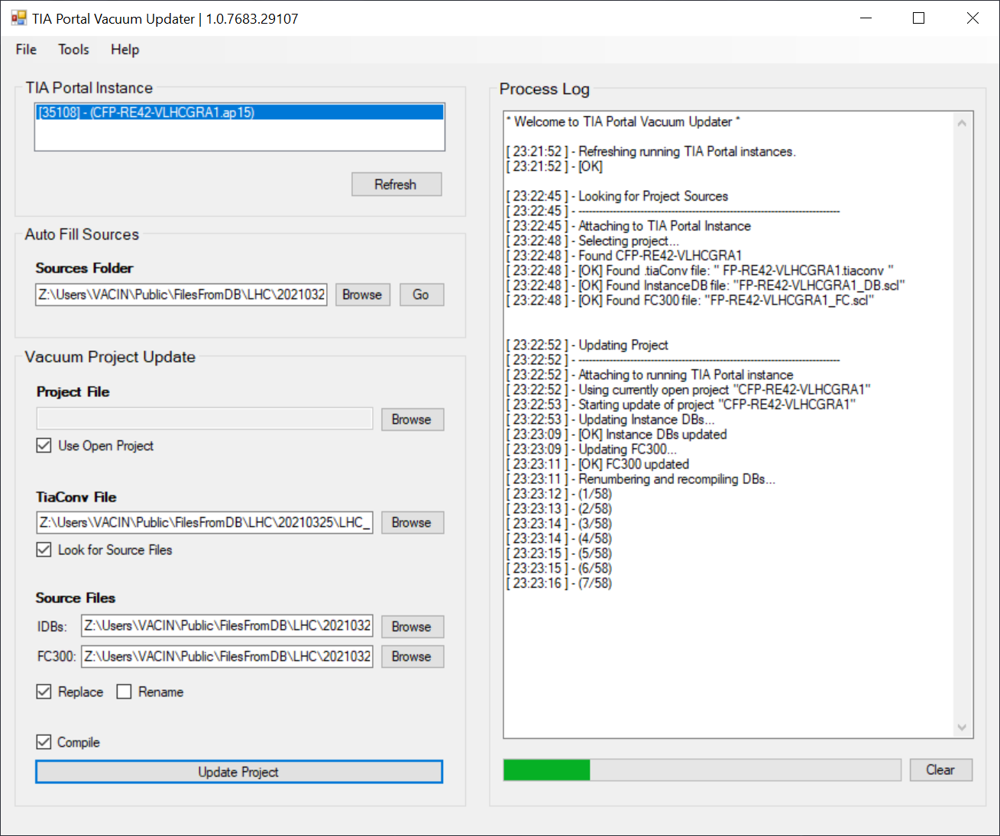 TIA Portal Vacuum Updater | 1.0.7683.29107
File Tools Help
TIA Portal Instance
[35108] - (CFP-RE42-VLHCGRA1.ap15)
Refresh
Auto Fill Sources
Sources Folder
Z:\Users\VACIN\Public\FilesFromDB\LHC\2021032
Browse
Go
Vacuum Project Update
Project File
Browse
Use Open Project
TiaConv File
Z:\Users\VACIN\Public\FilesFromDB\LHC\20210325\LHC_
Browse
Look for Source Files
Source Files
IDBs: Z:\Users\VACIN\Public\FilesFromDB\LHC\2021032 Browse
FC300: Z:\Users\VACIN\Public\FilesFromDB\LHC\2021032 Browse
Replace Rename
Compile
Update Project
Process Log
* Welcome to TIA Portal Vacuum Updater *
[ 23:21:52 ] - Refreshing running TIA Portal instances.
[ 23:21:52 ] - [OK]
[ 23:22:45 ] - Looking for Project Sources
[ 23:22:45 ] - ----------------------------------------------------------------------------
[ 23:22:45 ] - Attaching to TIA Portal Instance
[ 23:22:48 ] - Selecting project...
[ 23:22:48 ] - Found CFP-RE42-VLHCGRA1
[ 23:22:48 ] - [OK] Found .tiaConv file: " FP-RE42-VLHCGRA1.tiaconv "
[ 23:22:48 ] - [OK] Found InstanceDB file: "FP-RE42-VLHCGRA1_DB.scl"
[ 23:22:48 ] - [OK] Found FC300 file: "FP-RE42-VLHCGRA1_FC.scl"
[ 23:22:52 ] - Updating Project
[ 23:22:52 ] - ----------------------------------------------------------------------------
[ 23:22:52 ] - Attaching to running TIA Portal instance
[ 23:22:52 ] - Using currently open project "CFP-RE42-VLHCGRA1"
[ 23:22:53 ] - Starting update of project "CFP-RE42-VLHCGRA1"
[ 23:22:53 ] - Updating Instance DBs...
[ 23:23:09 ] - [OK] Instance DBs updated
[ 23:23:09 ] - Updating FC300...
[ 23:23:11 ] - [OK] FC300 updated
[ 23:23:11 ] - Renumbering and recompiling DBs...
[ 23:23:12 ] - (1/58)
[ 23:23:13 ] - (2/58)
[ 23:23:14 ] - (3/58)
[ 23:23:14 ] - (4/58)
[ 23:23:15 ] - (5/58)
[ 23:23:15 ] - (6/58)
[ 23:23:16 ] - (7/58)
Clear